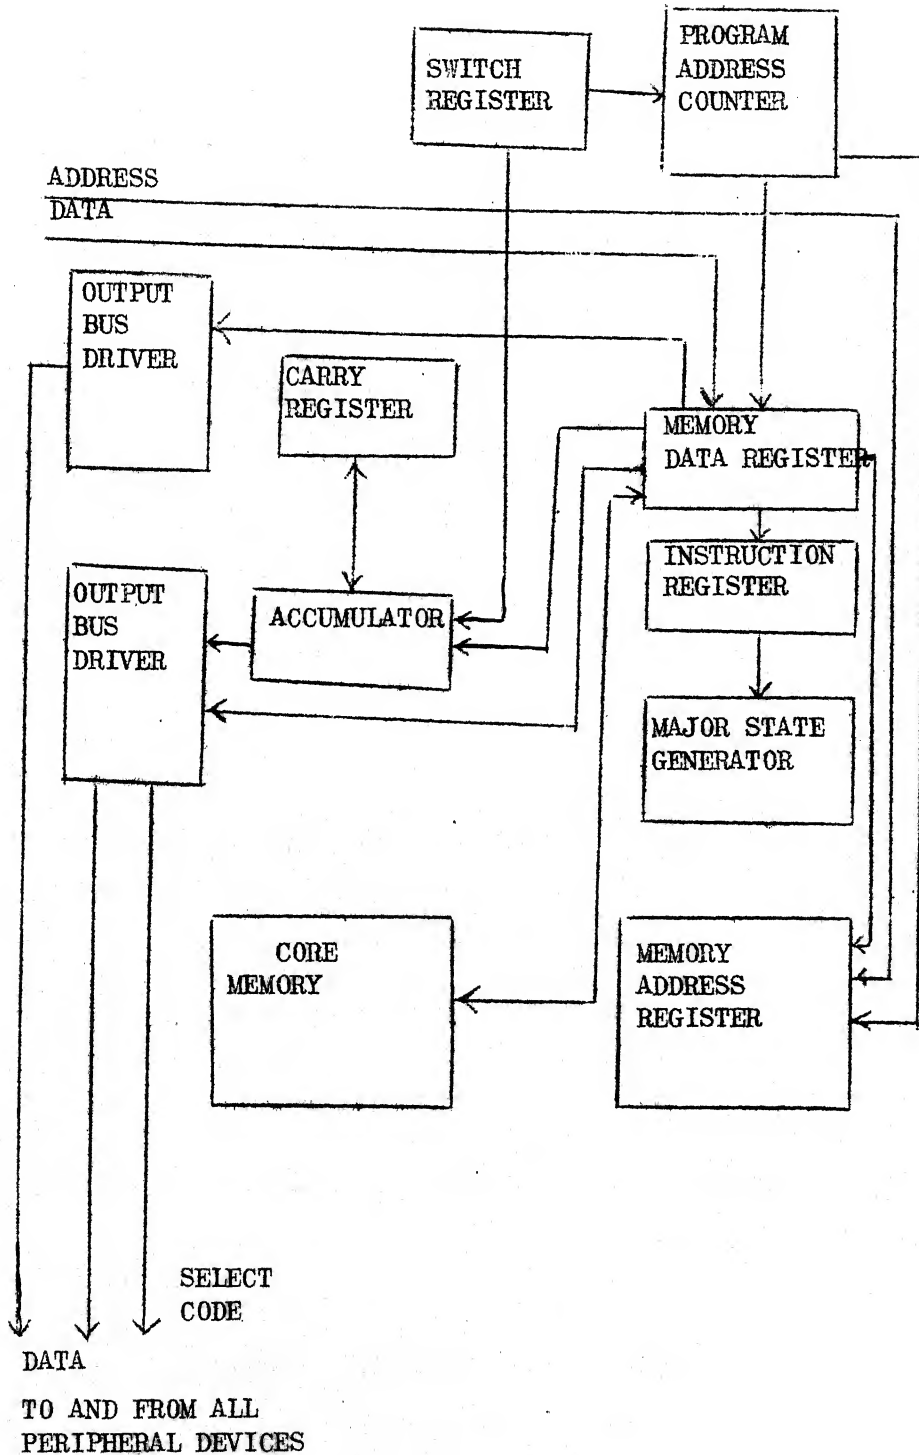 SWITCH
REGISTER
PROGRAM
ADDRESS
COUNTER
ADDRESS
DATA
OUTPUT
BUS
DRIVER
CARRY
REGISTER
MEMORY
DATA REGISTER
INSTRUCTION
REGISTER
OUTPUT
BUS
DRIVER
ACCUMULATOR
MAJOR STATE
GENERATOR
CORE
MEMORY
MEMORY
ADDRESS
REGISTER
SELECT
CODE
DATA
TO AND FROM ALL
PERIPHERAL DEVICES